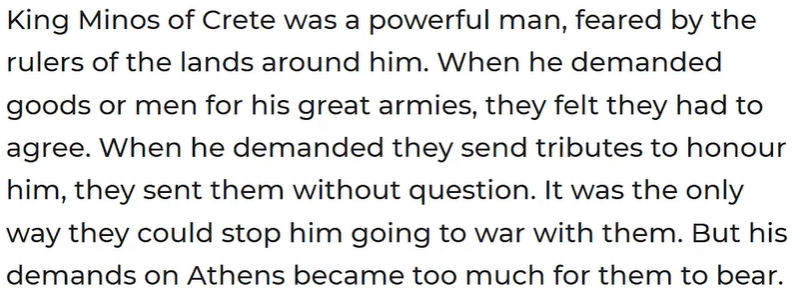 King Minos of Crete was a powerful man, feared by the
rulers of the lands around him. When he demanded
goods or men for his great armies, they felt they had to
agree. When he demanded they send tributes to honour
him, they sent them without question. It was the only
way they could stop him going to war with them. But his
demands on Athens became too much for them to bear.